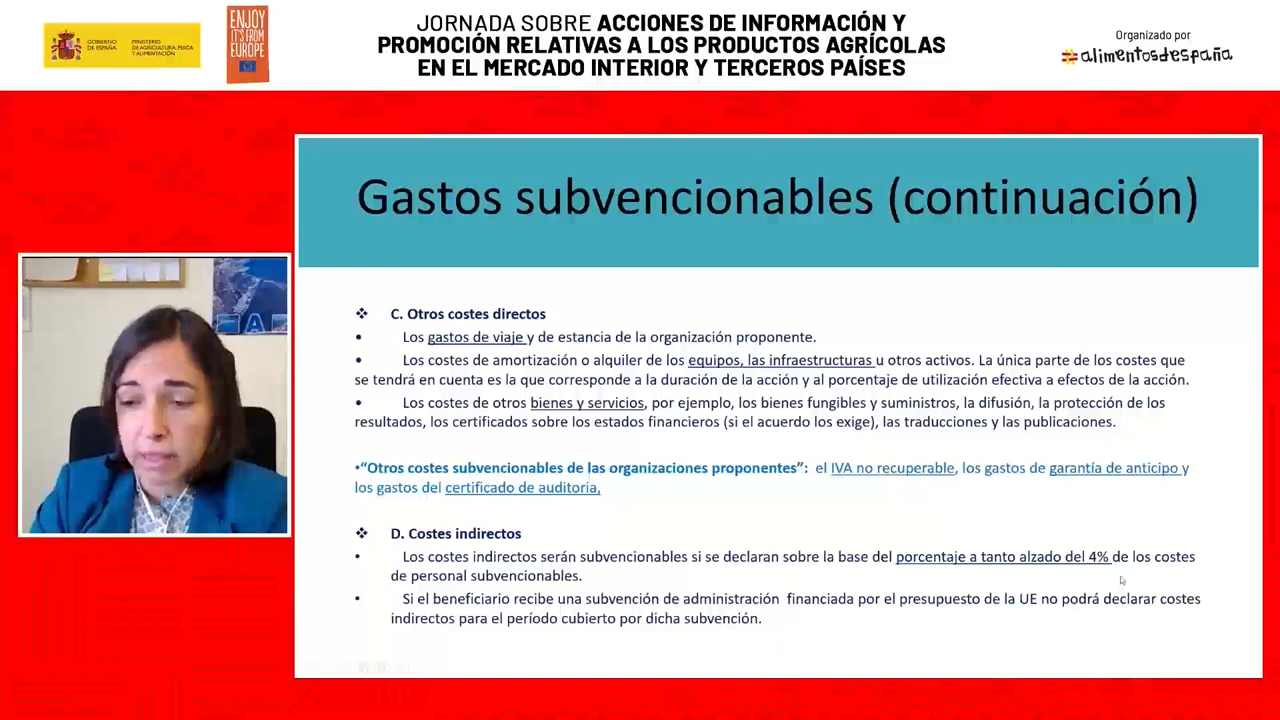 GOBIERNO
DE ESPAÑA
MINISTERIO
DE AGRICULTURA, PESCA
Y ALIMENTACIÓN
ENJOY
IT'S FROM
EUROPE
JORNADA SOBRE ACCIONES DE INFORMACIÓN Y
PROMOCIÓN RELATIVAS A LOS PRODUCTOS AGRÍCOLAS
EN EL MERCADO INTERIOR Y TERCEROS PAÍSES
Organizado por
#alimentosdespaña
Gastos subvencionables (continuación)
❖ C. Otros costes directos
• Los gastos de viaje y de estancia de la organización proponente.
• Los costes de amortización o alquiler de los equipos, las infraestructuras u otros activos. La única parte de los costes que
se tendrá en cuenta es la que corresponde a la duración de la acción y al porcentaje de utilización efectiva a efectos de la acción.
• Los costes de otros bienes y servicios, por ejemplo, los bienes fungibles y suministros, la difusión, la protección de los
resultados, los certificados sobre los estados financieros (si el acuerdo los exige), las traducciones y las publicaciones.
•“Otros costes subvencionables de las organizaciones proponentes”: el IVA no recuperable, los gastos de garantía de anticipo y
los gastos del certificado de auditoria,
❖ D. Costes indirectos
• Los costes indirectos serán subvencionables si se declaran sobre la base del porcentaje a tanto alzado del 4% de los costes
de personal subvencionables.
• Si el beneficiario recibe una subvención de administración financiada por el presupuesto de la UE no podrá declarar costes
indirectos para el período cubierto por dicha subvención.